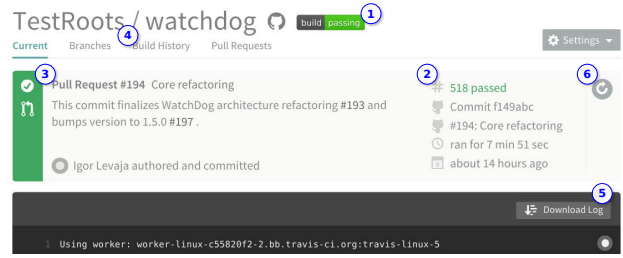 TestRoots / watchdog build passing 1
4
Current Branches Build History Pull Requests Settings
3 2 6
Pull Request #194 Core refactoring
This commit finalizes WatchDog architecture refactoring #193 and
bumps version to 1.5.0 #197 .
Igor Levaja authored and committed
# 518 passed
Commit f149abc
#194: Core refactoring
ran for 7 min 51 sec
about 14 hours ago
5
Download Log
1 Using worker: worker-linux-c55820f2-2.bb.travis-ci.org:travis-linux-5